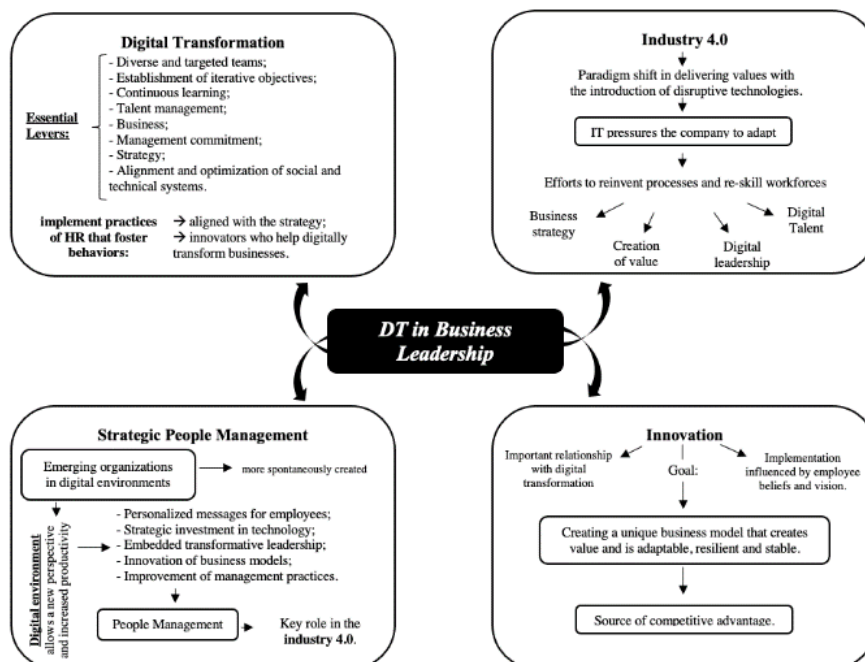 Digital Transformation
- Diverse and targeted teams;
- Establishment of iterative objectives;
- Continuous learning;
- Talent management;
Essential
Levers:
- Business;
- Management commitment;
- Strategy;
- Alignment and optimization of social and
technical systems.
implement practices
of HR that foster
behaviors:
→ aligned with the strategy;
→ innovators who help digitally
transform businesses.
Industry 4.0
Paradigm shift in delivering values with
the introduction of disruptive technologies.
IT pressures the company to adapt
Efforts to reinvent processes and re-skill workforces
Business
strategy
Creation
of value
Digital
leadership
Digital
Talent
DT in Business
Leadership
Strategic People Management
Emerging organizations
in digital environments
more spontaneously created
Digital environment
allows a new perspective
and increased productivity
- Personalized messages for employees;
- Strategic investment in technology;
- Embedded transformative leadership;
- Innovation of business models;
- Improvement of management practices.
People Management
Key role in the
industry 4.0.
Innovation
Important relationship
with digital
transformation
Goal:
Implementation
influenced by employee
beliefs and vision.
Creating a unique business model that creates
value and is adaptable, resilient and stable.
Source of competitive advantage.